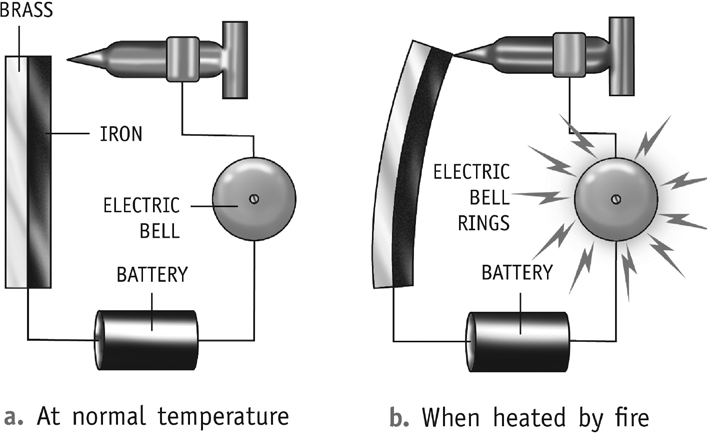 BRASS
IRON
ELECTRIC
BELL
BATTERY
a. At normal temperature
ELECTRIC
BELL
RINGS
BATTERY
b. When heated by fire